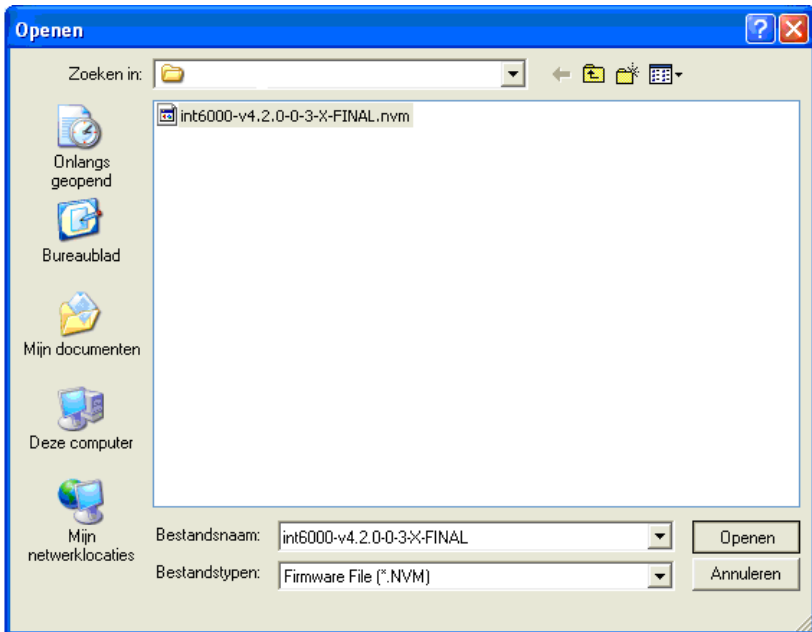 Openen
Zoeken in:
int6000-v4.2.0-0-3-X-FINAL.nvm
Onlangs
geopend
Bureaublad
Mijn documenten
Deze computer
Mijn
netwerklocaties
Bestandsnaam: int6000-v4.2.0-0-3-X-FINAL Openen
Bestandstypen: Firmware File (*.NVM) Annuleren